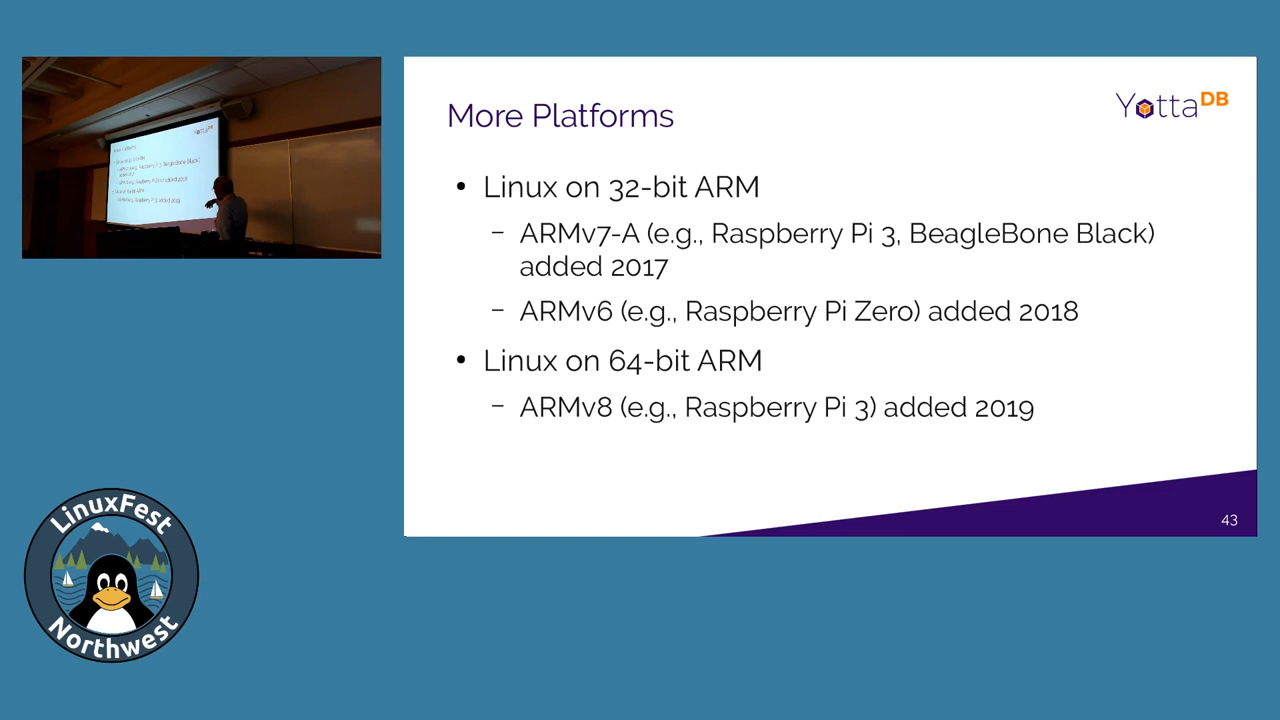 More Platforms
YottaDB
• Linux on 32-bit ARM
– ARMv7-A (e.g., Raspberry Pi 3, BeagleBone Black)
added 2017
– ARMv6 (e.g., Raspberry Pi Zero) added 2018
• Linux on 64-bit ARM
– ARMv8 (e.g., Raspberry Pi 3) added 2019
43
LinuxFest
Northwest